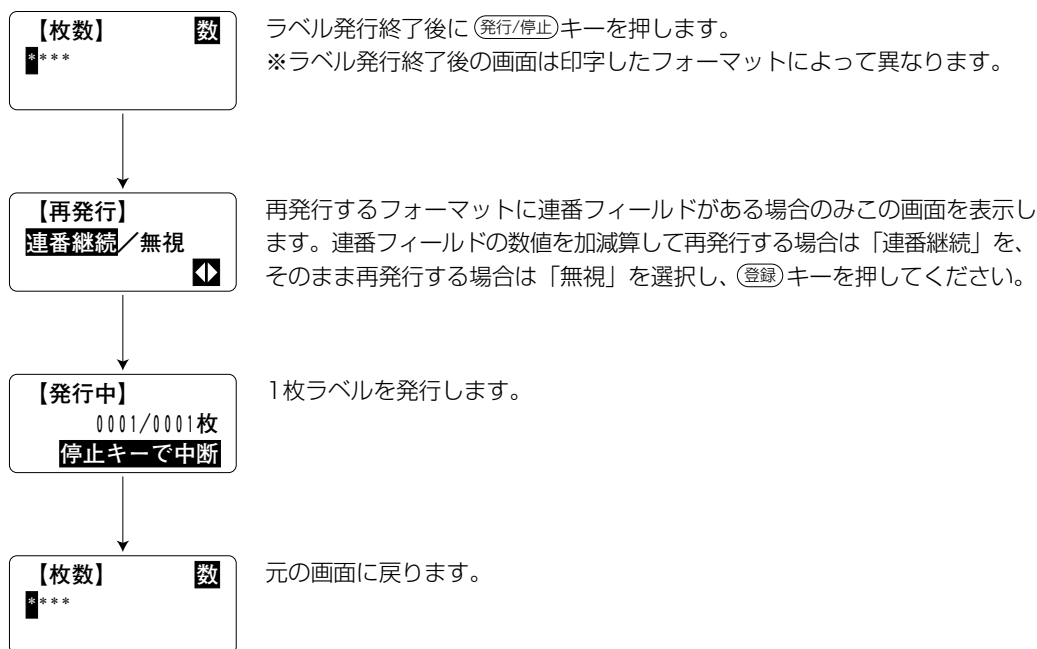 【枚数】 数
****
ラベル発行終了後に発行/停止キーを押します。
※ラベル発行終了後の画面は印字したフォーマットによって異なります。
【再発行】
連番継続／無視
再発行するフォーマットに連番フィールドがある場合のみこの画面を表示し
ます。連番フィールドの数値を加減算して再発行する場合は「連番継続」を、
そのまま再発行する場合は「無視」を選択し、登録キーを押してください。
【発行中】
0001/0001枚
停止キーで中断
1枚ラベルを発行します。
【枚数】 数
****
元の画面に戻ります。